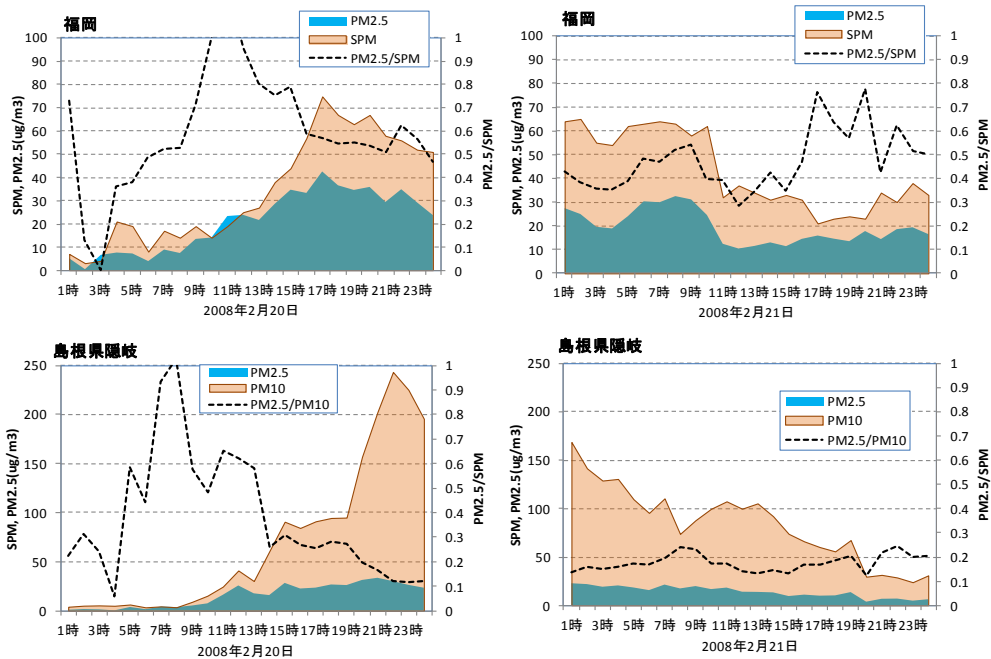 福岡
PM2.5
SPM
PM2.5/SPM
SPM, PM2.5(ug/m3)
100
90
80
70
60
50
40
30
20
10
0
1
0.9
0.8
0.7
0.6
0.5
0.4
0.3
0.2
0.1
0
PM2.5/SPM
1時 3時 5時 7時 9時 11時 13時 15時 17時 19時 21時 23時
2008年2月20日
福岡
PM2.5
SPM
PM2.5/SPM
SPM, PM2.5(ug/m3)
100
90
80
70
60
50
40
30
20
10
0
1
0.9
0.8
0.7
0.6
0.5
0.4
0.3
0.2
0.1
0
PM2.5/SPM
1時 3時 5時 7時 9時 11時 13時 15時 17時 19時 21時 23時
2008年2月21日
島根県隠岐
PM2.5
PM10
PM2.5/PM10
SPM, PM2.5(ug/m3)
250
200
150
100
50
0
1
0.9
0.8
0.7
0.6
0.5
0.4
0.3
0.2
0.1
0
PM2.5/SPM
1時 3時 5時 7時 9時 11時 13時 15時 17時 19時 21時 23時
2008年2月20日
島根県隠岐
PM2.5
PM10
PM2.5/PM10
SPM, PM2.5(ug/m3)
250
200
150
100
50
0
1
0.9
0.8
0.7
0.6
0.5
0.4
0.3
0.2
0.1
0
PM2.5/SPM
1時 3時 5時 7時 9時 11時 13時 15時 17時 19時 21時 23時
2008年2月21日